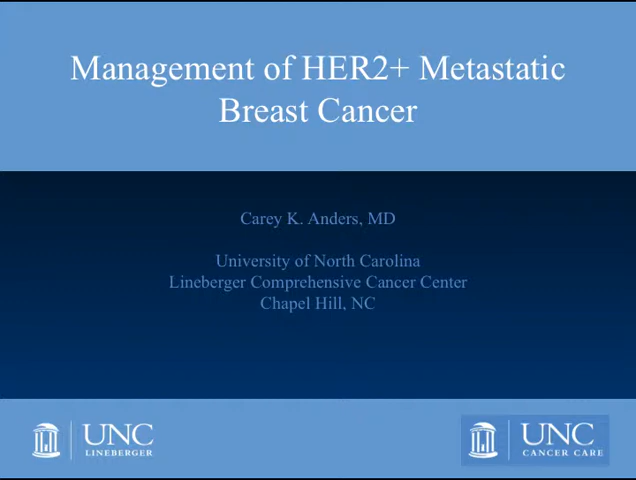 Management of HER2+ Metastatic
Breast Cancer
Carey K. Anders, MD
University of North Carolina
Lineberger Comprehensive Cancer Center
Chapel Hill, NC
UNC
LINEBERGER
UNC
CANCER CARE